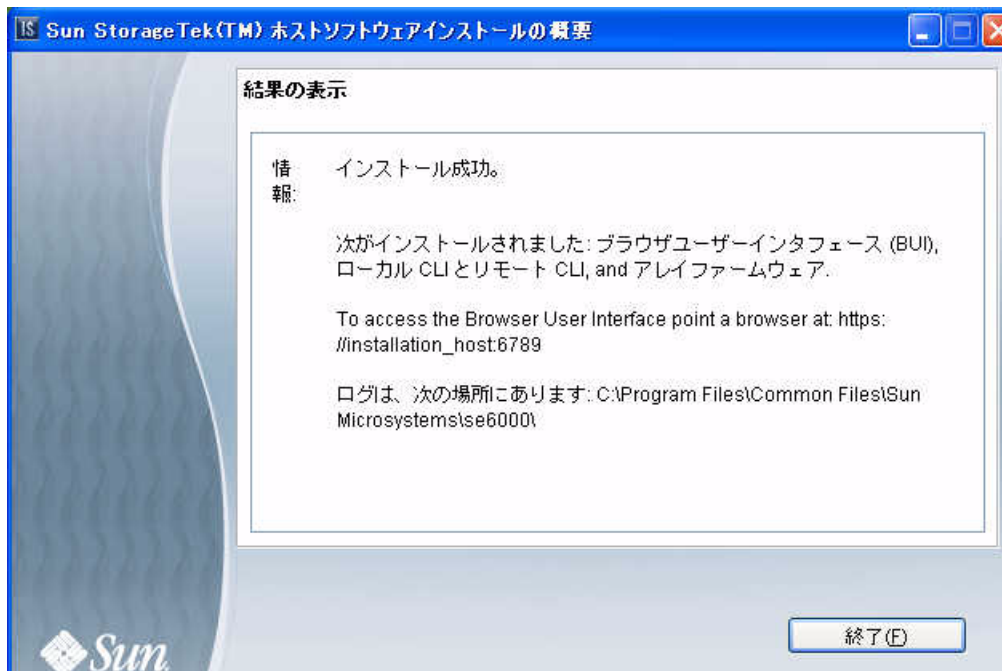 Sun StorageTek(TM) ホストソフトウェアインストールの概要
結果の表示
情
報:
インストール成功。
次がインストールされました: ブラウザユーザーインタフェース (BUI),
ローカル CLI とリモート CLI, and アレイファームウェア.
To access the Browser User Interface point a browser at: https:
//installation_host:6789
ログは、次の場所にあります: C:\Program Files\Common Files\Sun
Microsystems\se6000\
Sun
終了(F)